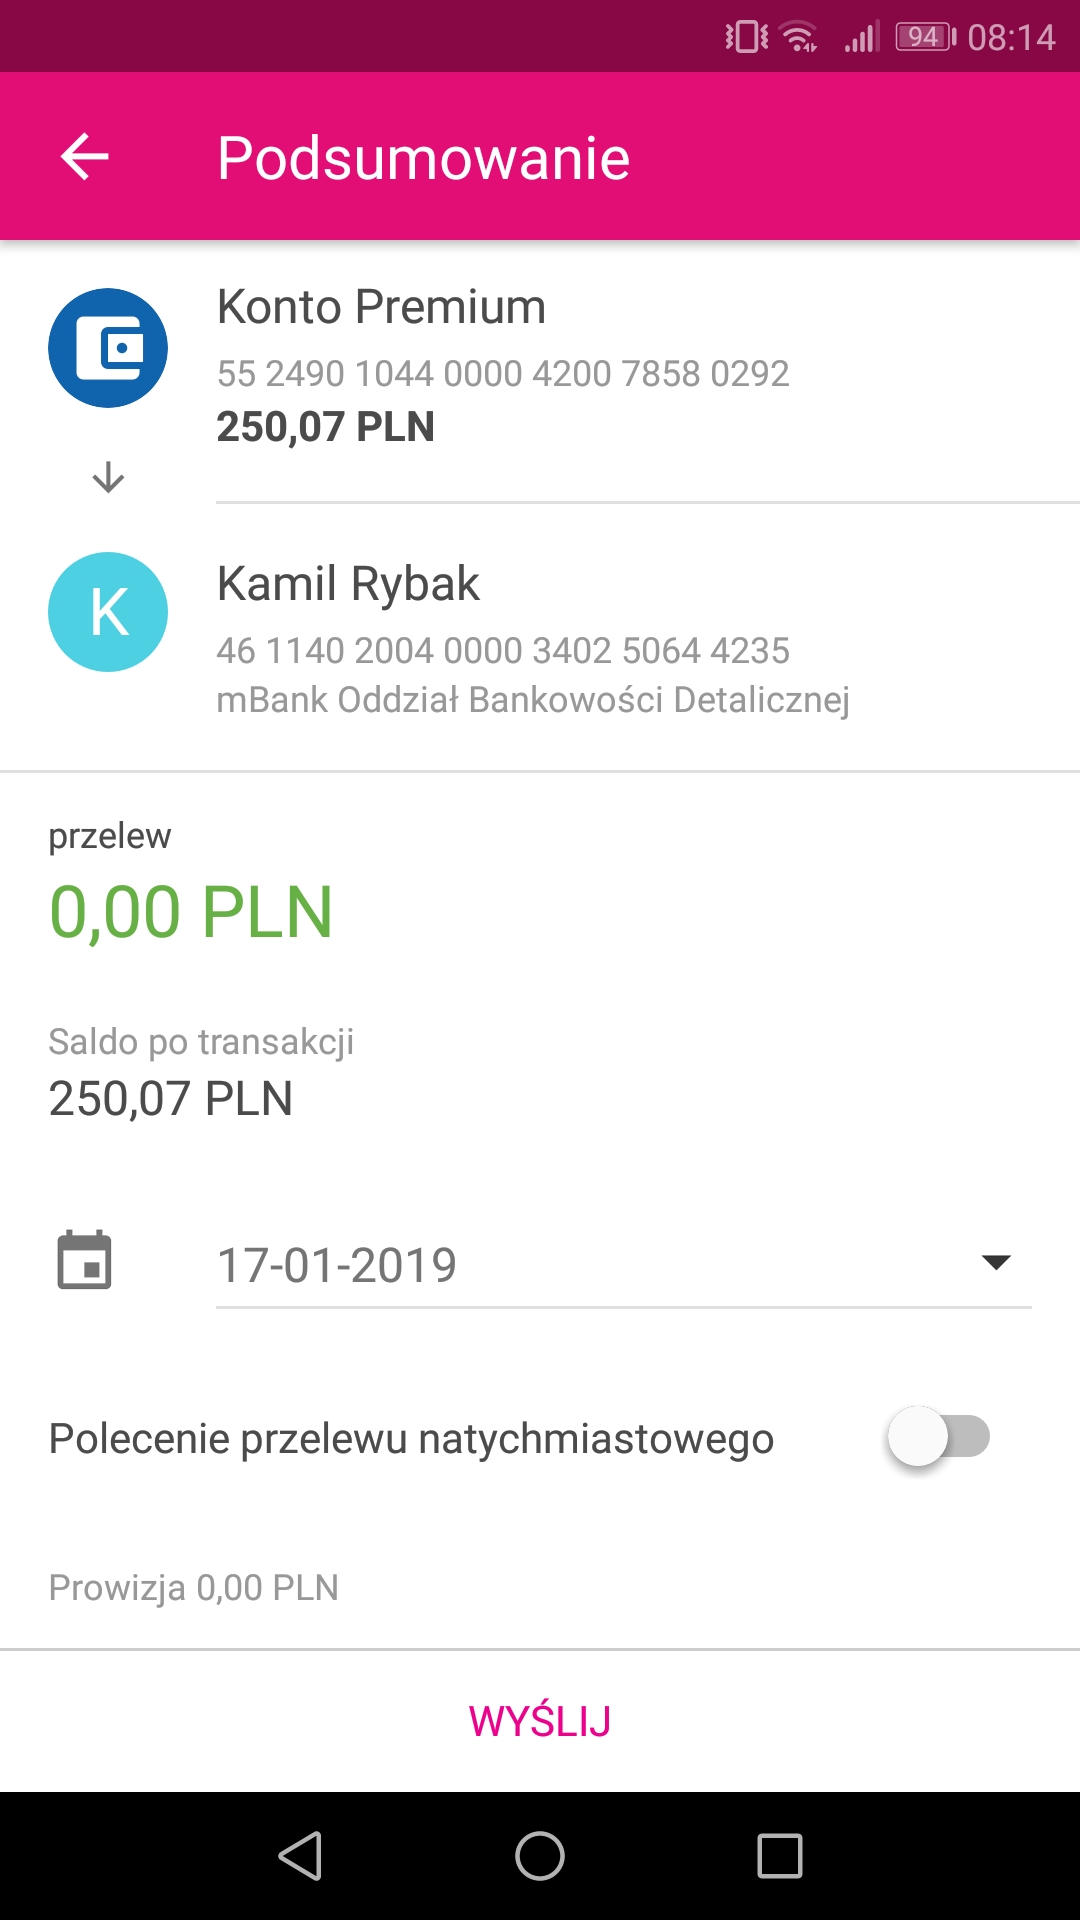 94 08:14
Podsumowanie
Konto Premium
55 2490 1044 0000 4200 7858 0292
250,07 PLN
K
Kamil Rybak
46 1140 2004 0000 3402 5064 4235
mBank Oddział Bankowości Detalicznej
przelew
0,00 PLN
Saldo po transakcji
250,07 PLN
17-01-2019
Polecenie przelewu natychmiastowego
Prowizja 0,00 PLN
WYŚLIJ